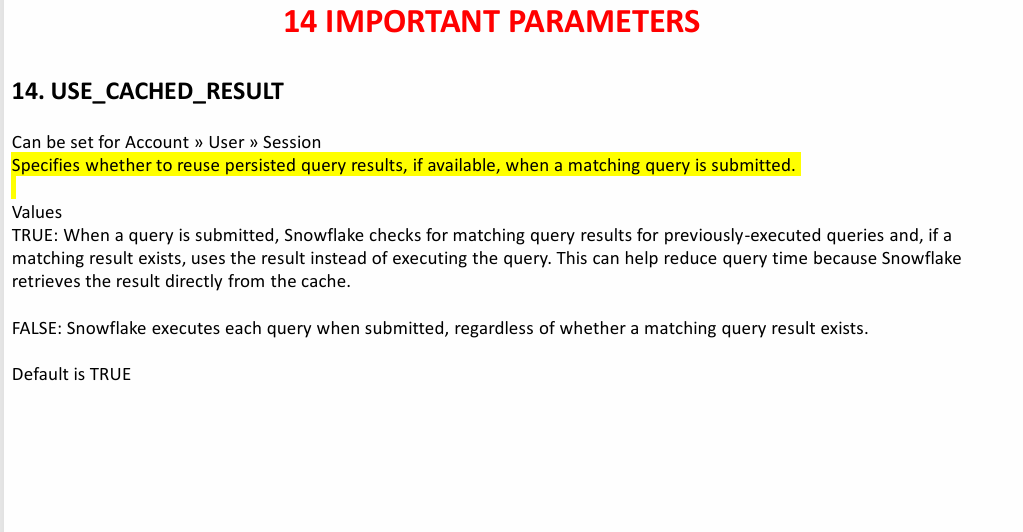 14 IMPORTANT PARAMETERS
14. USE_CACHED_RESULT
Can be set for Account » User » Session
Specifies whether to reuse persisted query results, if available, when a matching query is submitted.
Values
TRUE: When a query is submitted, Snowflake checks for matching query results for previously-executed queries and, if a
matching result exists, uses the result instead of executing the query. This can help reduce query time because Snowflake
retrieves the result directly from the cache.
FALSE: Snowflake executes each query when submitted, regardless of whether a matching query result exists.
Default is TRUE